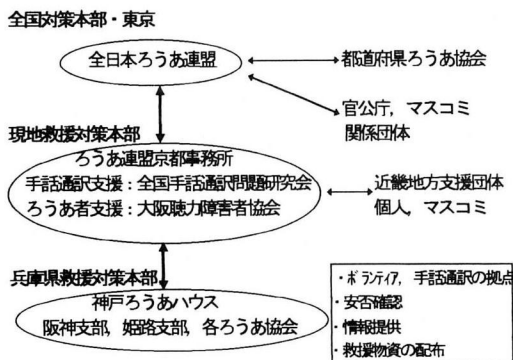 全国対策本部・東京
全日本ろうあ連盟
都道府県ろうあ協会
官公庁，マスコミ
関係団体
現地救援対策本部
ろうあ連盟京都事務所
手話通訳支援：全国手話通訳問題研究会
ろうあ者支援：大阪聴力障害者協会
近畿地方支援団体
個人，マスコミ
兵庫県救援対策本部
神戸ろうあハウス
阪神支部，姫路支部，各ろうあ協会
・ボランティア，手話通訳の拠点
・安否確認
・情報提供
・救援物資の配布